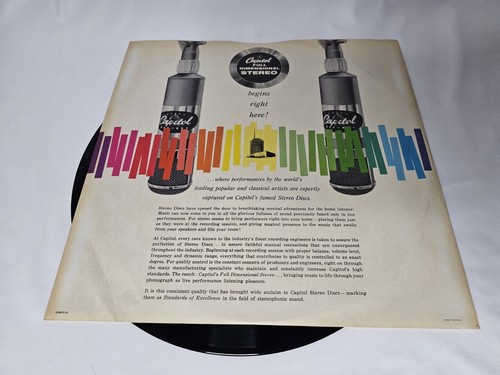 Capitol
FULL
DIMENSIONAL
STEREO
begins
right
here!
Capitol
Capitol
...where performances by the world's
leading popular and classical artists are expertly
captured on Capitol's famed Stereo Discs.
Stereo Discs have opened the door to breathtaking musical adventures for the home listener.
Music can now come to you in all the glorious fullness of sound previously heard only in live
performances. For stereo seems to bring performers right into your home — placing them just
as they were at the recording session, and giving magical presence to the music that swells
from your speakers and fills your room!
At Capitol, every care known to the industry's finest recording engineers is taken to assure the
perfection of Stereo Discs ... to assure faithful musical recreations that are unsurpassed
throughout the industry. Beginning at each recording session with proper balance, volume level,
frequency and dynamic range, everything that contributes to quality is controlled to an exact
degree. For quality control is the constant concern of producers and engineers, right on through
the many manufacturing specialists who maintain and constantly increase Capitol's high
standards. The result: Capitol's Full Dimensional Stereo ... bringing music to life through your
phonograph as live performance listening pleasure.
It is this consistent quality that has brought wide acclaim to Capitol Stereo Discs — marking
them as Standards of Excellence in the field of stereophonic sound.